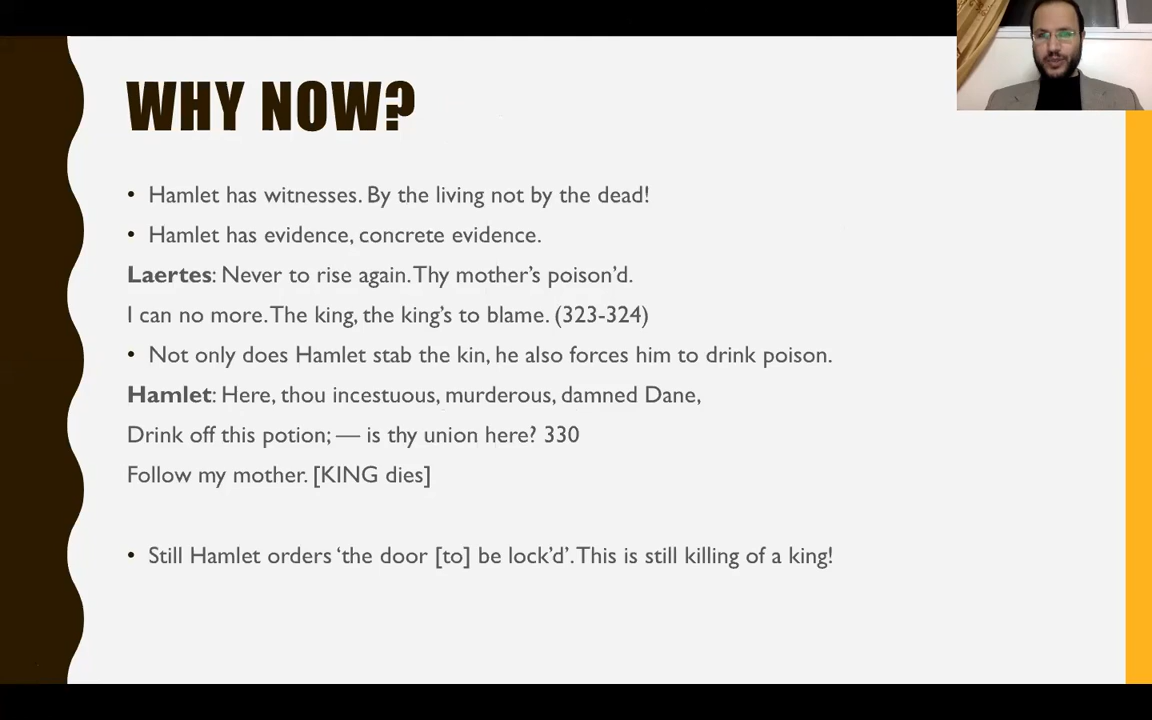 WHY NOW?
• Hamlet has witnesses. By the living not by the dead!
• Hamlet has evidence, concrete evidence.
Laertes: Never to rise again. Thy mother's poison'd.
I can no more. The king, the king's to blame. (323-324)
• Not only does Hamlet stab the kin, he also forces him to drink poison.
Hamlet: Here, thou incestuous, murderous, damned Dane,
Drink off this potion; — is thy union here? 330
Follow my mother. [KING dies]
• Still Hamlet orders ‘the door [to] be lock’d’. This is still killing of a king!